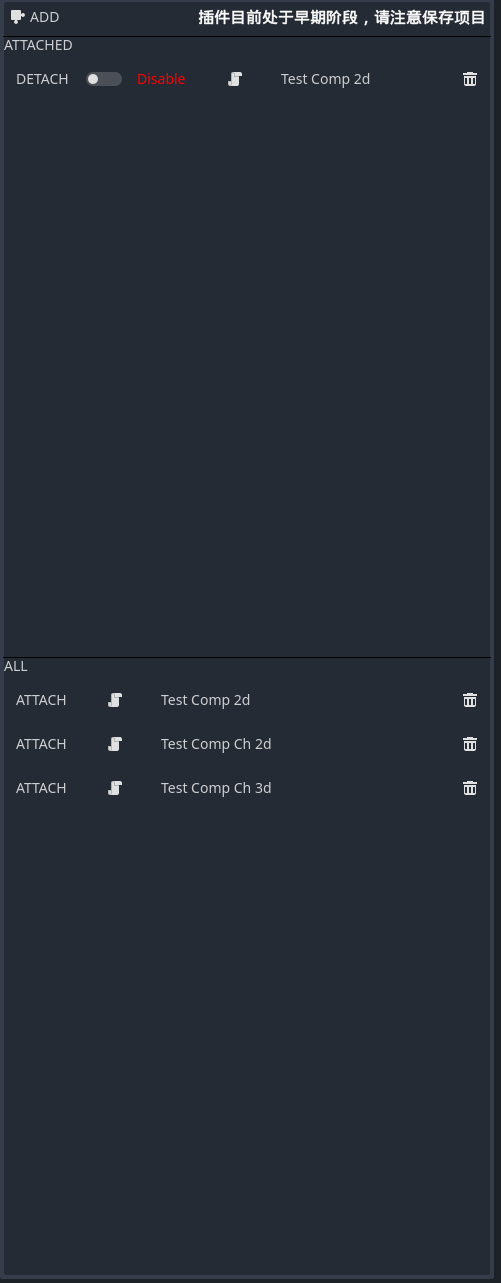 ADD 插件目前处于早期阶段，请注意保存项目
ATTACHED
DETACH Disable Test Comp 2d
ALL
ATTACH Test Comp 2d
ATTACH Test Comp Ch 2d
ATTACH Test Comp Ch 3d